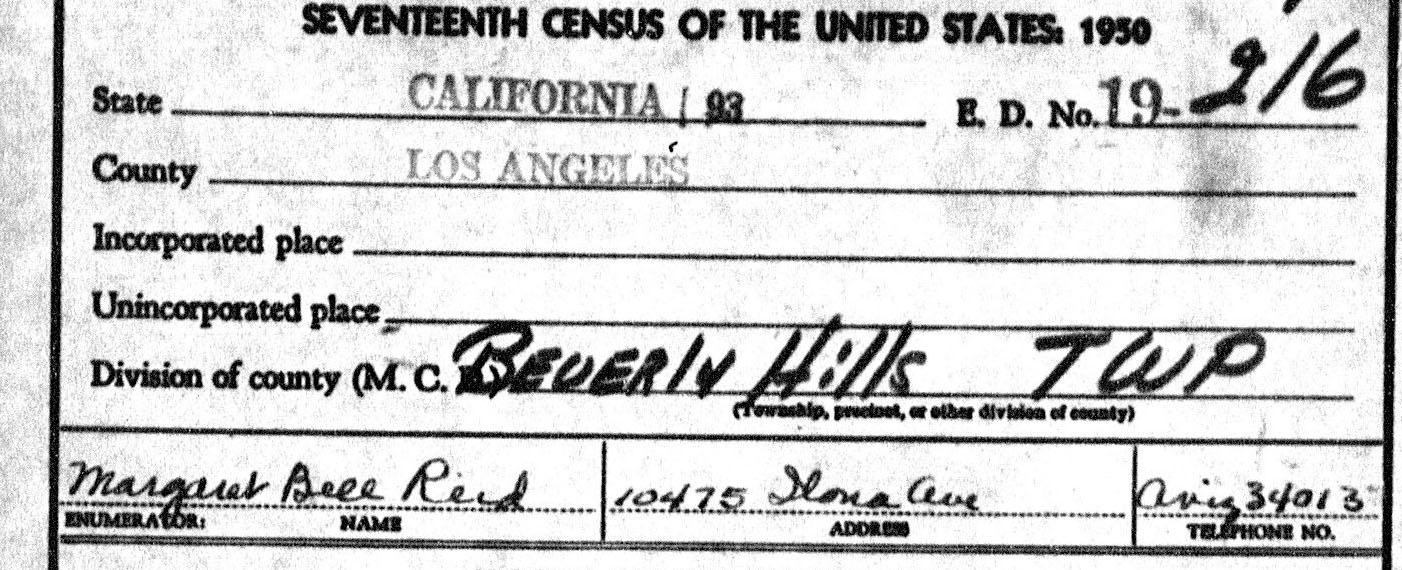 SEVENTEENTH CENSUS OF THE UNITED STATES: 1950
State CALIFORNIA / 93 E. D. No. 19-216
County LOS ANGELES
Incorporated place
Unincorporated place
Division of county (M. C. D.) BEVERLY Hills TWP
(Township, precinct, or other division of county)
Margaret Bell Reid 10475 Ilona Ave 34013
ENUMERATOR: NAME ADDRESS TELEPHONE NO.